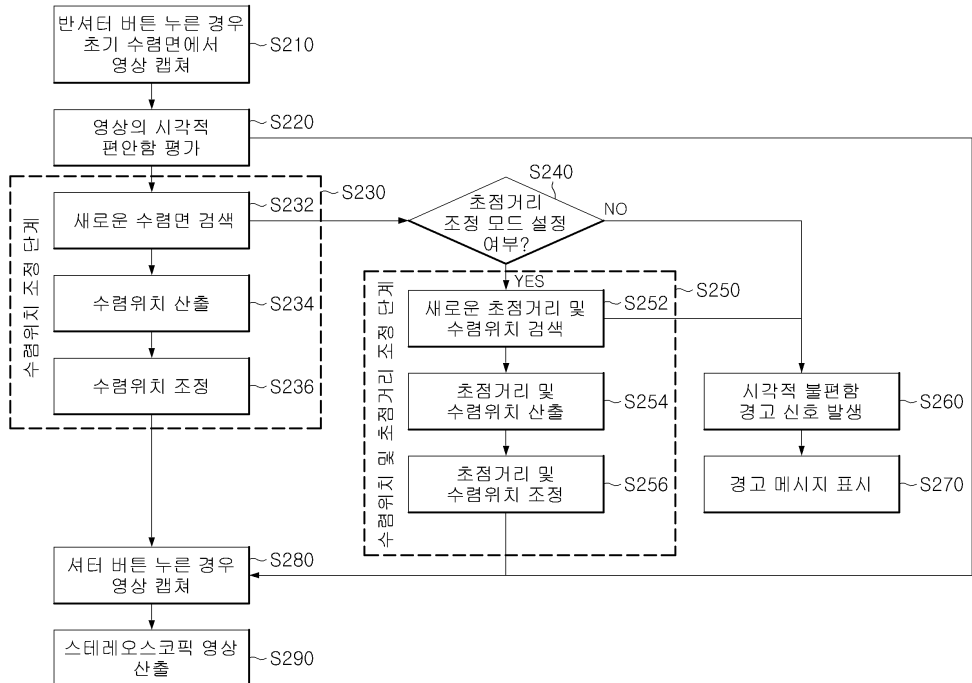 반셔터 버튼 누른 경우
초기 수렴면에서
영상 캡쳐
S210
영상의 시각적
편안함 평가
S220
수렴위치 조정 단계
S230
새로운 수렴면 검색
S232
수렴위치 산출
S234
수렴위치 조정
S236
초점거리
조정 모드 설정
여부?
S240
NO
YES
수렴위치 및 초점거리 조정 단계
S250
새로운 초점거리 및
수렴위치 검색
S252
초점거리 및
수렴위치 산출
S254
초점거리 및
수렴위치 조정
S256
시각적 불편함
경고 신호 발생
S260
경고 메시지 표시
S270
셔터 버튼 누른 경우
영상 캡쳐
S280
스테레오스코픽 영상
산출
S290